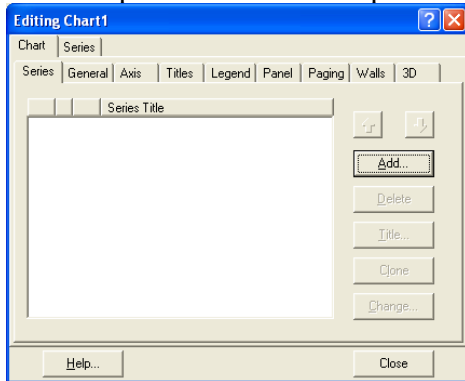 Editing Chart1
Chart Series
Series General Axis Titles Legend Panel Paging Walls 3D
Series Title
Add...
Delete
Title...
Clone
Change...
Help... Close